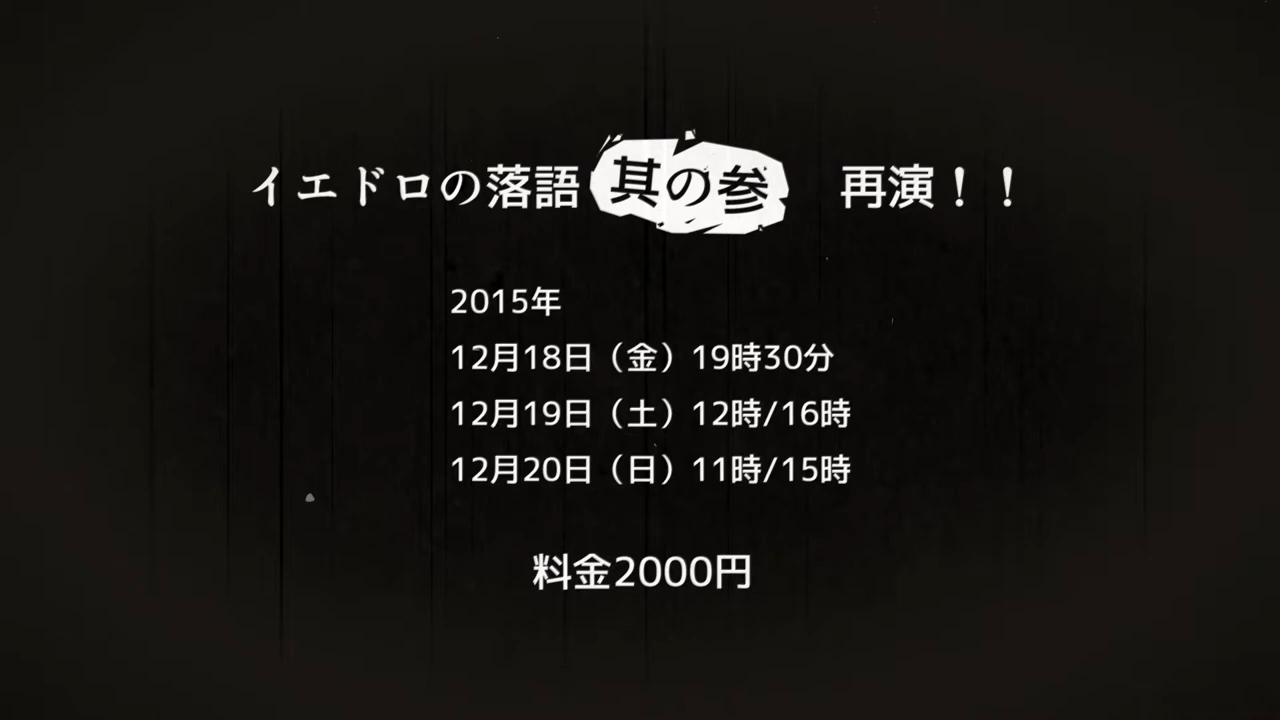 イエドロの落語 其の参　再演！！
2015年
12月18日（金）19時30分
12月19日（土）12時/16時
12月20日（日）11時/15時
料金2000円